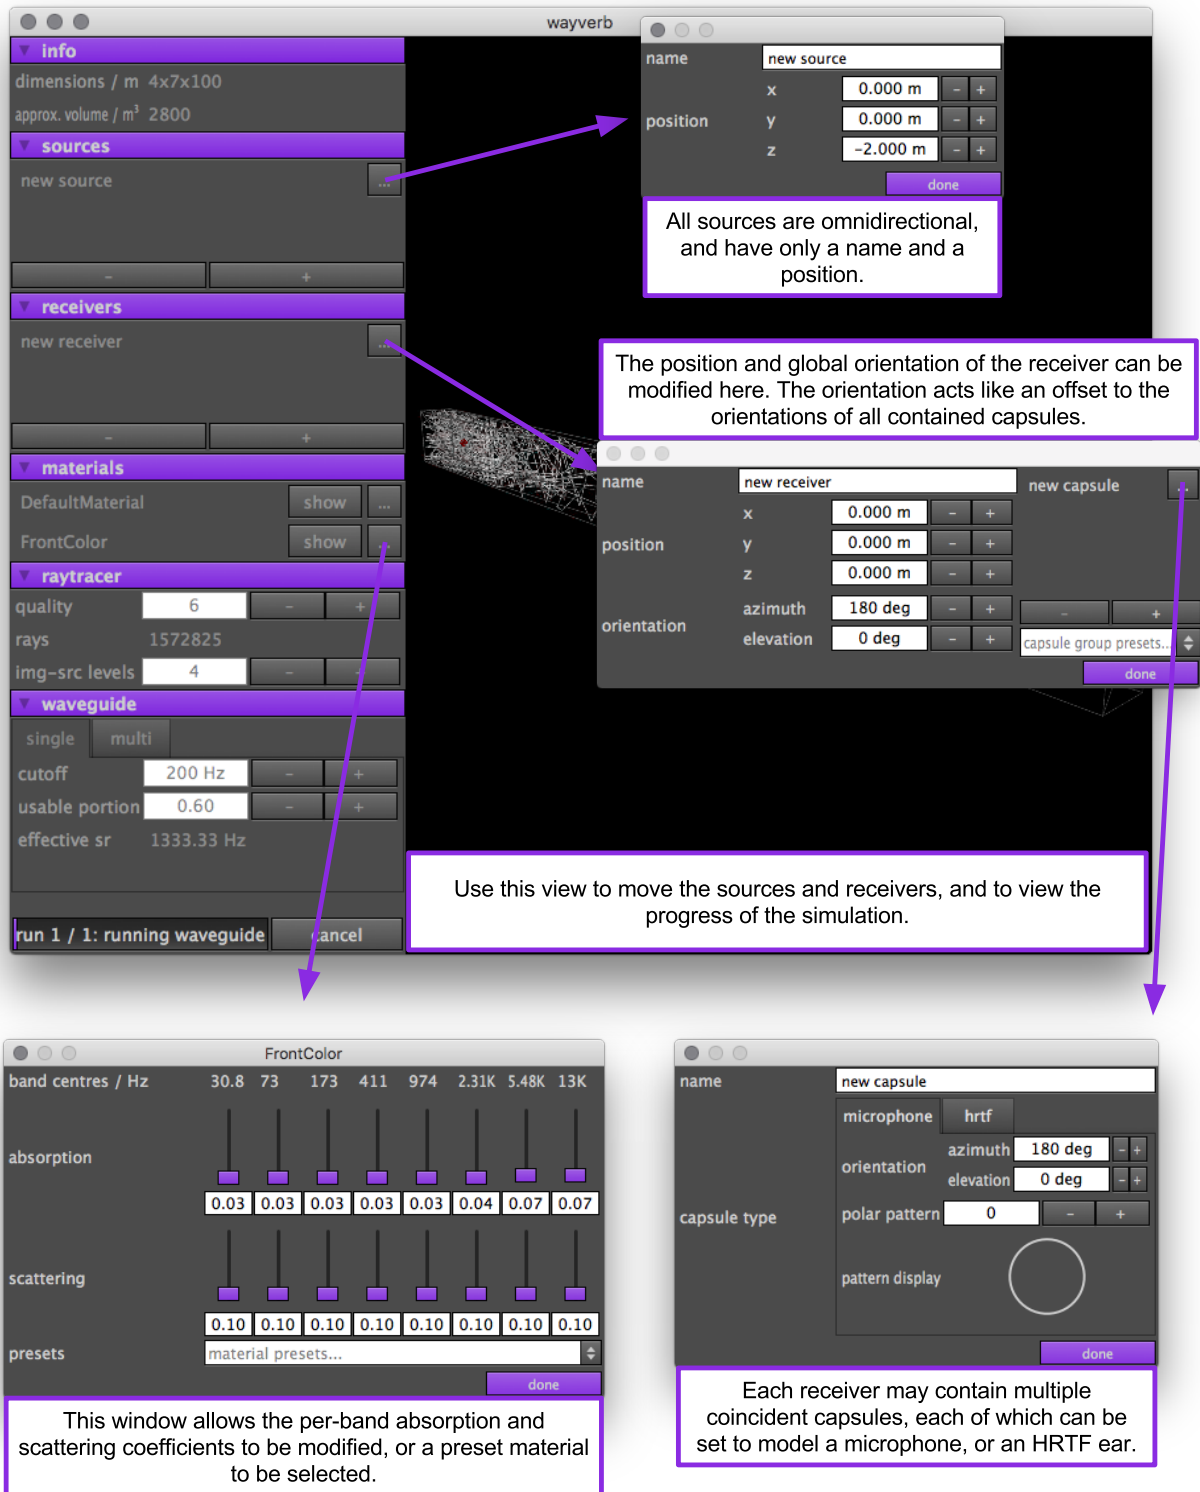 wayverb
info
dimensions / m 4x7x100
approx. volume / m³ 2800
sources
new source ...
- +
receivers
new receiver ...
- +
materials
DefaultMaterial show ...
FrontColor show ...
raytracer
quality 6 - +
rays 1572825
img-src levels 4 - +
waveguide
single multi
cutoff 200 Hz - +
usable portion 0.60 - +
effective sr 1333.33 Hz
run 1 / 1: running waveguide cancel
name new source
position
x 0.000 m - +
y 0.000 m - +
z -2.000 m - +
done
All sources are omnidirectional,
and have only a name and a
position.
The position and global orientation of the receiver can be
modified here. The orientation acts like an offset to the
orientations of all contained capsules.
name new receiver new capsule ...
position
x 0.000 m - +
y 0.000 m - +
z 0.000 m - +
orientation
azimuth 180 deg - +
elevation 0 deg - +
- +
capsule group presets...
done
Use this view to move the sources and receivers, and to view the
progress of the simulation.
FrontColor
band centres / Hz 30.8 73 173 411 974 2.31K 5.48K 13K
absorption
0.03 0.03 0.03 0.03 0.03 0.04 0.07 0.07
scattering
0.10 0.10 0.10 0.10 0.10 0.10 0.10 0.10
presets material presets...
done
This window allows the per-band absorption and
scattering coefficients to be modified, or a preset material
to be selected.
name new capsule
capsule type
microphone hrtf
orientation
azimuth 180 deg - +
elevation 0 deg - +
polar pattern 0 - +
pattern display
done
Each receiver may contain multiple
coincident capsules, each of which can be
set to model a microphone, or an HRTF ear.